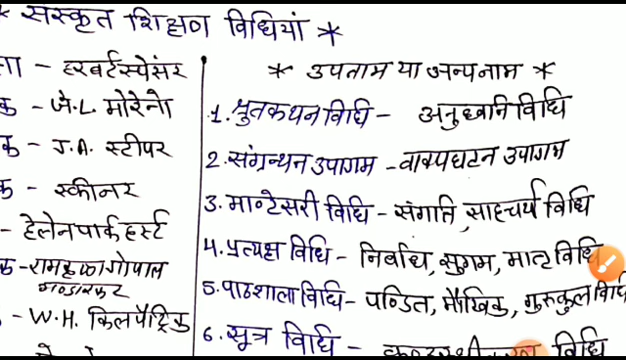 * संस्कृत शिक्षण विधियां *
ता - हरबर्टस्पेंसर
क - जे.L. मोरेनो
क - J.A. स्टीपर
क - स्कीनर
- हेलेनपार्कहर्स्ट
क - रामकृष्णगोपाल
भण्डारकर
- W.H. किलपैट्रिक
* उपनाम या अन्यनाम *
1. श्रुतकथन विधि - अनुध्वनि विधि
2. संग्रन्थन उपागम - वाक्यघटन उपागम
3. मान्टेसरी विधि - संगति, साहचर्य विधि
4. प्रत्यक्ष विधि - निर्बाध, सुगम, मातृ विधि
5. पाठशाला विधि - पण्डित, मौखिक, गुरुकुल विधि
6. सूत्र विधि - विधि